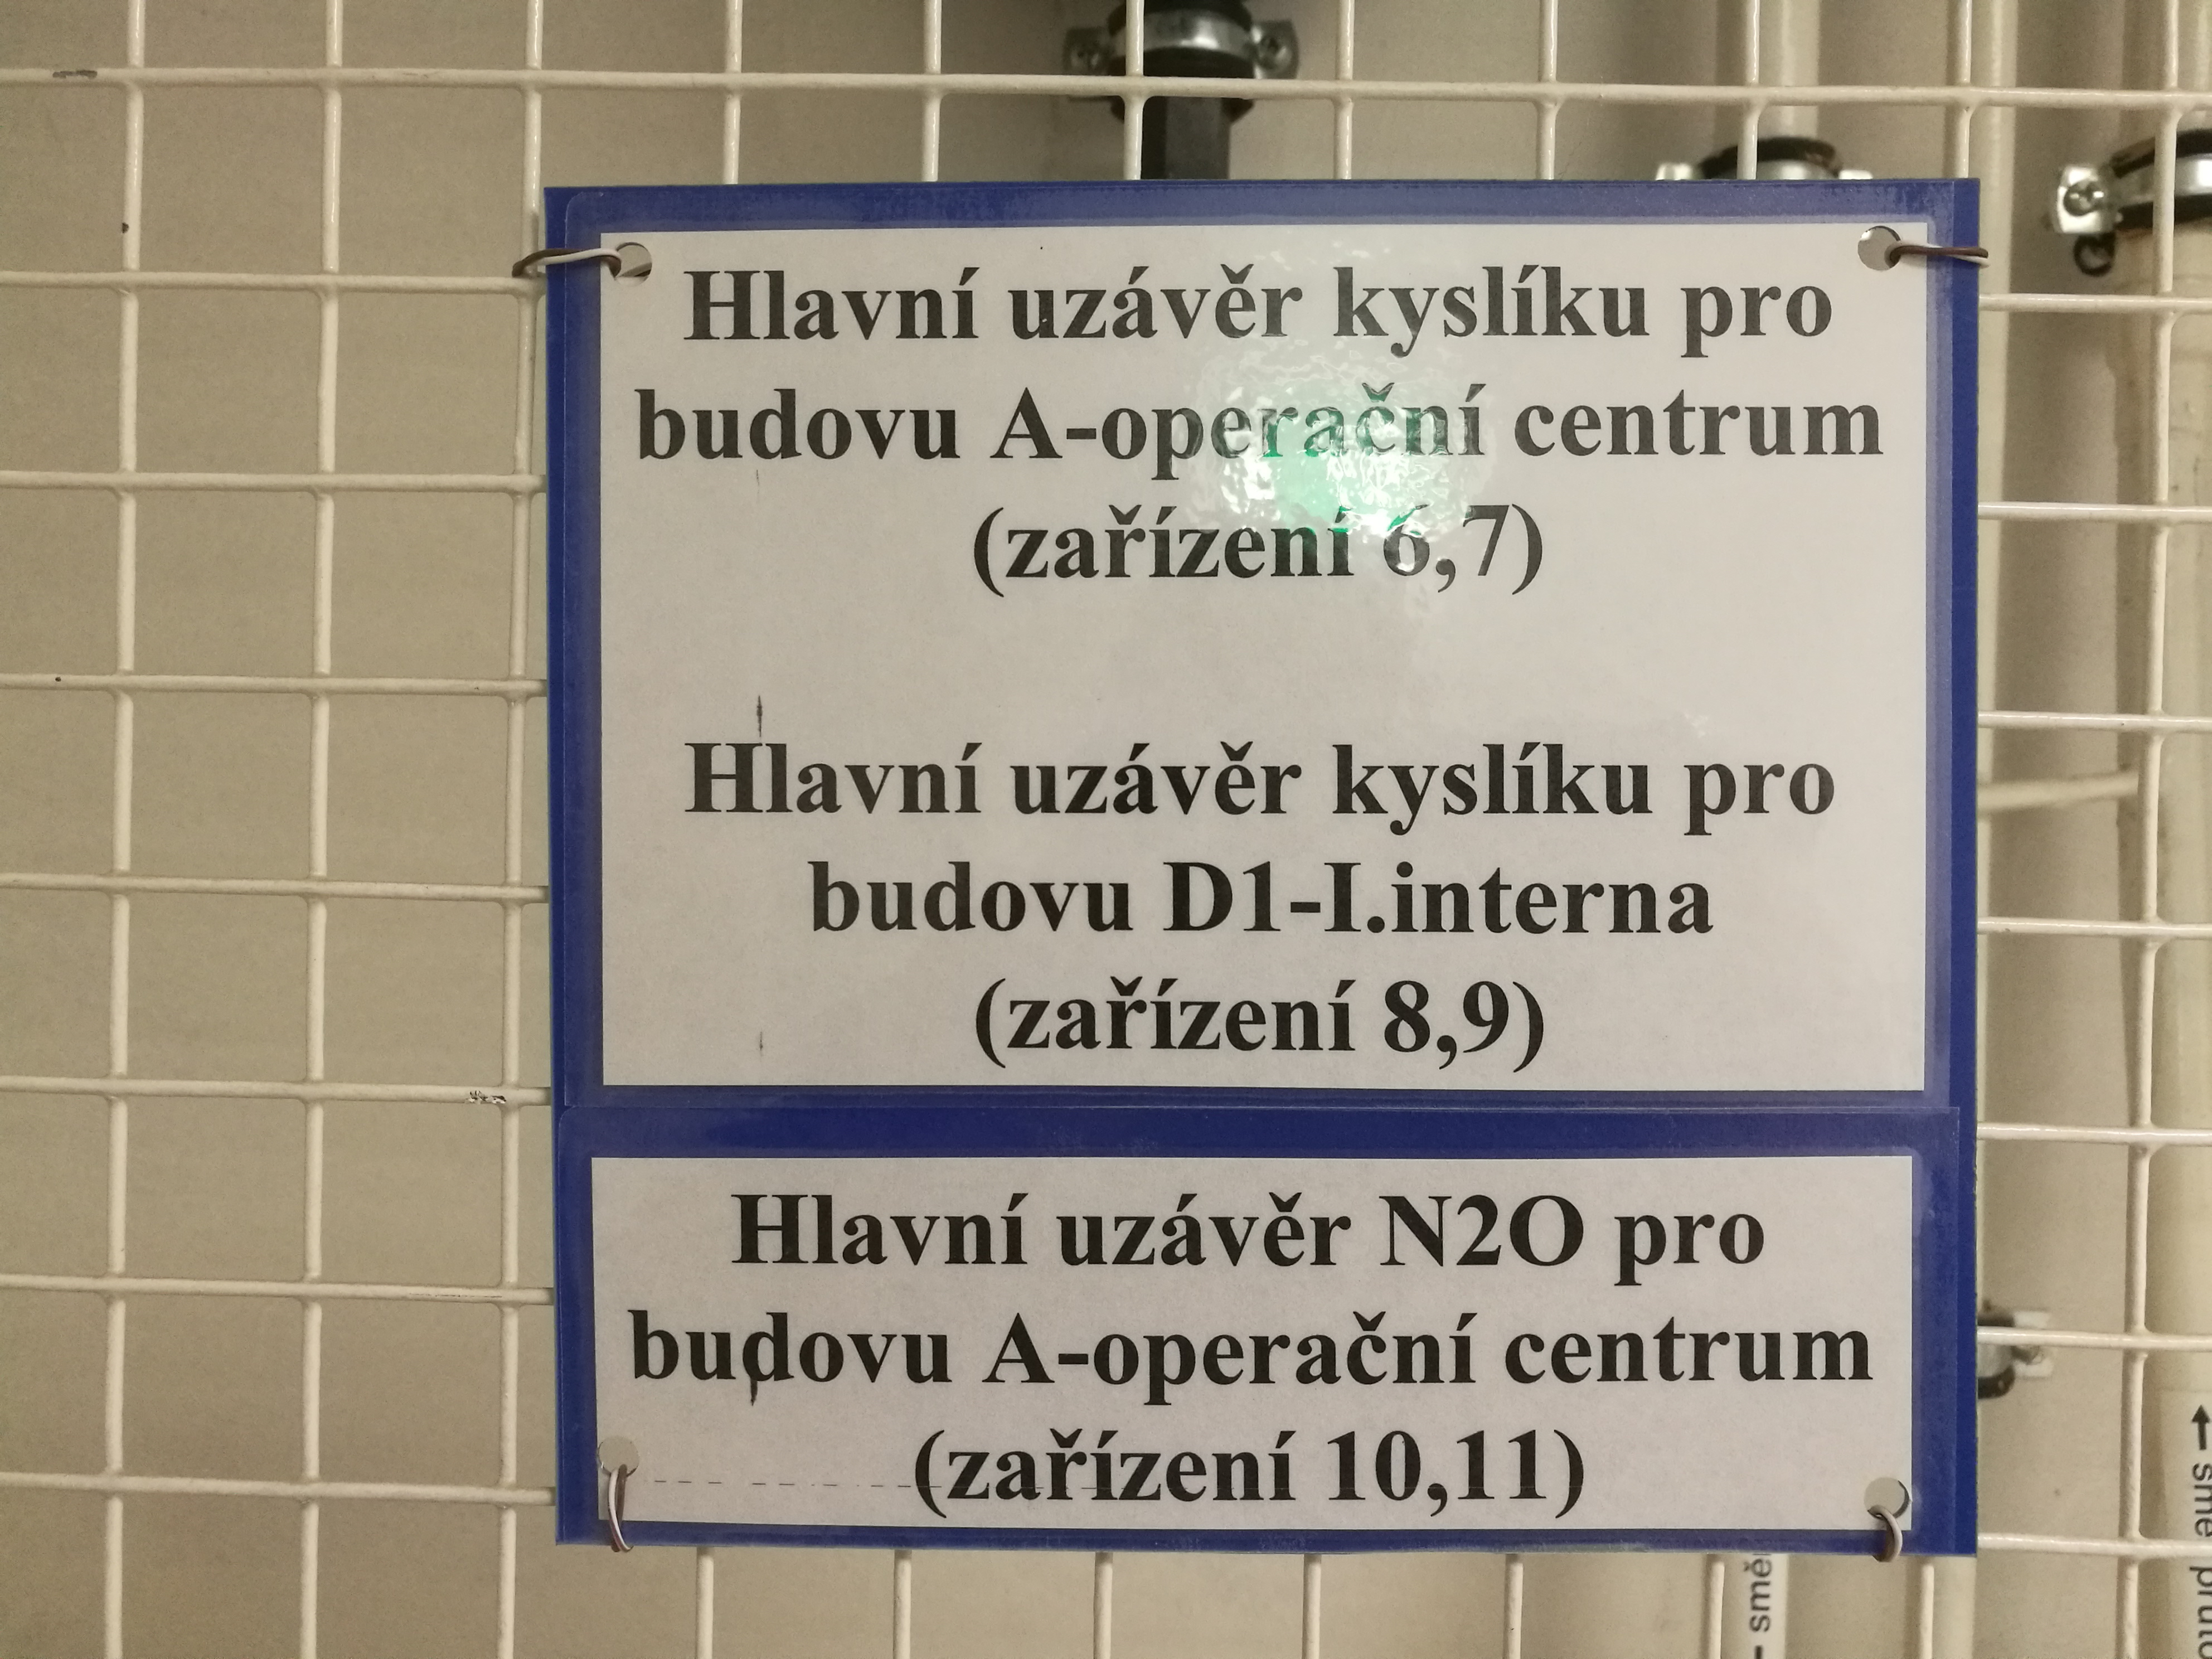 Hlavní uzávěr kyslíku pro
budovu A-operační centrum
(zařízení 6,7)
Hlavní uzávěr kyslíku pro
budovu D1-I.interna
(zařízení 8,9)
Hlavní uzávěr N2O pro
budovu A-operační centrum
(zařízení 10,11)